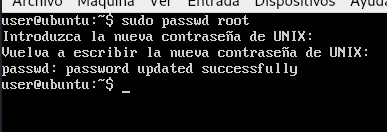 Archivo Máquina Ver Entrada Dispositivos Ayuda
user@ubuntu:~$ sudo passwd root
Introduzca la nueva contraseña de UNIX:
Vuelva a escribir la nueva contraseña de UNIX:
passwd: password updated successfully
user@ubuntu:~$ _